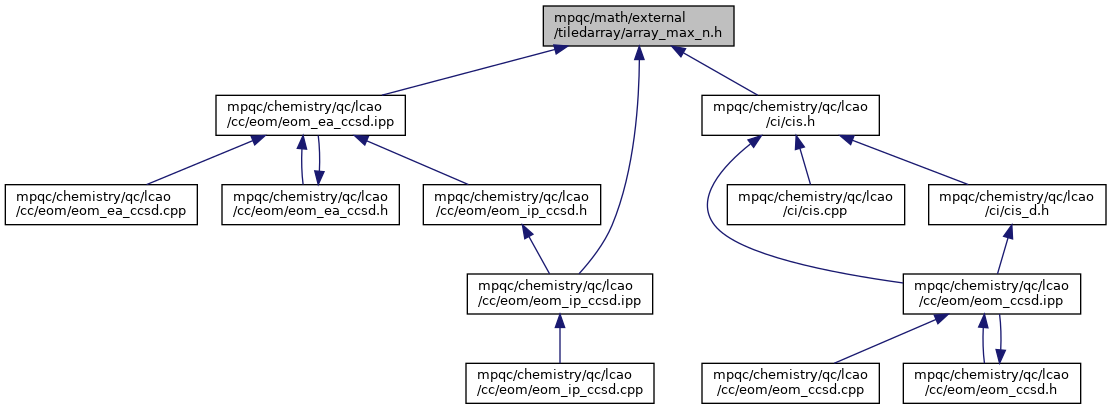 mpqc/math/external
/tiledarray/array_max_n.h
mpqc/chemistry/qc/lcao
/cc/eom/eom_ea_ccsd.ipp
mpqc/chemistry/qc/lcao
/ci/cis.h
mpqc/chemistry/qc/lcao
/cc/eom/eom_ea_ccsd.cpp
mpqc/chemistry/qc/lcao
/cc/eom/eom_ea_ccsd.h
mpqc/chemistry/qc/lcao
/cc/eom/eom_ip_ccsd.h
mpqc/chemistry/qc/lcao
/ci/cis.cpp
mpqc/chemistry/qc/lcao
/ci/cis_d.h
mpqc/chemistry/qc/lcao
/cc/eom/eom_ip_ccsd.ipp
mpqc/chemistry/qc/lcao
/cc/eom/eom_ccsd.ipp
mpqc/chemistry/qc/lcao
/cc/eom/eom_ip_ccsd.cpp
mpqc/chemistry/qc/lcao
/cc/eom/eom_ccsd.cpp
mpqc/chemistry/qc/lcao
/cc/eom/eom_ccsd.h